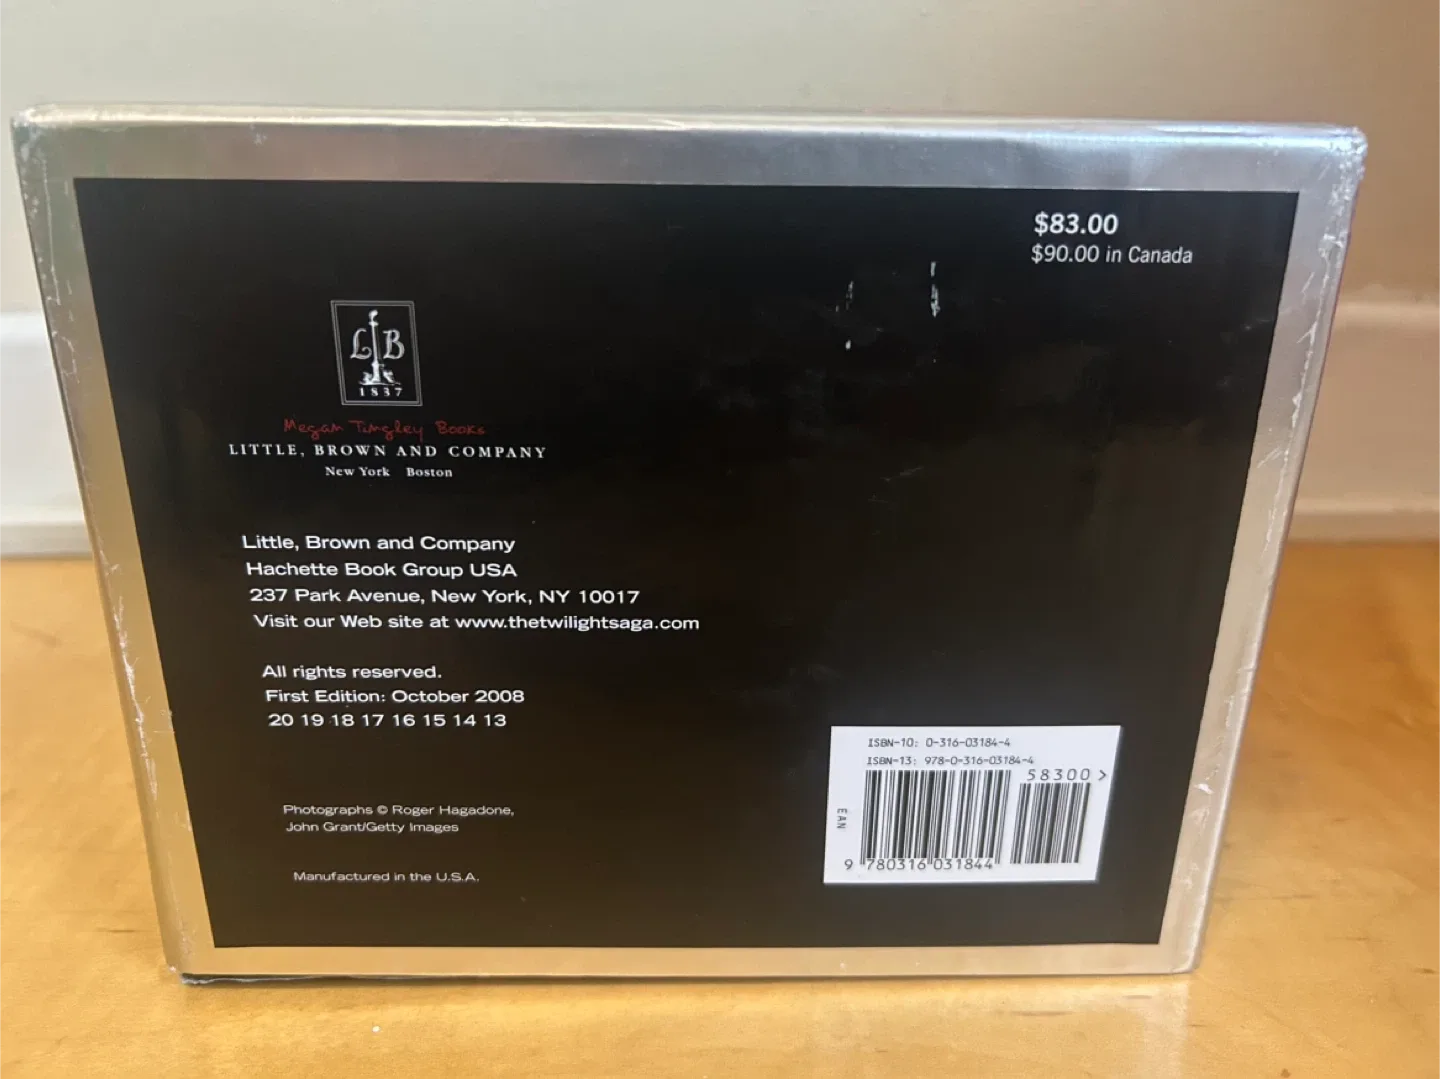 $83.00
$90.00 in Canada
L B
1837
Megan Tingley Books
LITTLE, BROWN AND COMPANY
New York Boston
Little, Brown and Company
Hachette Book Group USA
237 Park Avenue, New York, NY 10017
Visit our Web site at www.thetwilightsaga.com
All rights reserved.
First Edition: October 2008
20 19 18 17 16 15 14 13
Photographs © Roger Hagadone,
John Grant/Getty Images
Manufactured in the U.S.A.
ISBN-10: 0-316-03184-4
ISBN-13: 978-0-316-03184-4
58300 >
EAN
9 780316 031844